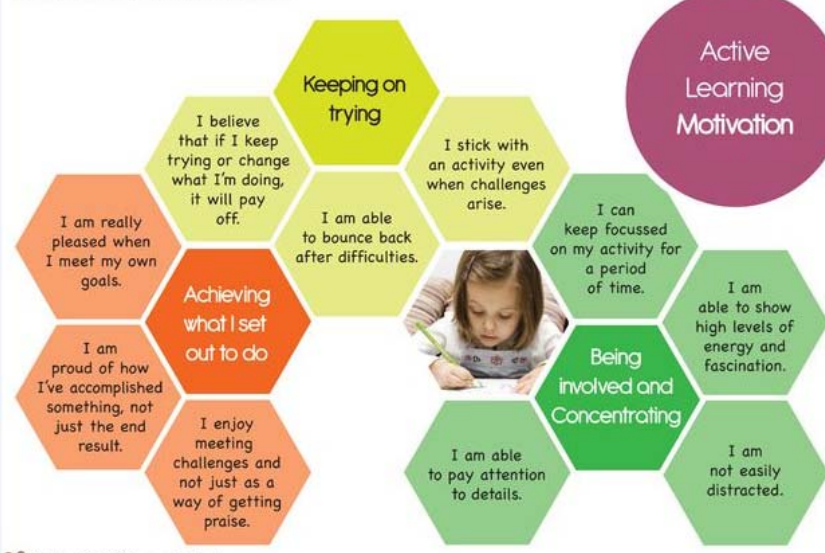 Active
Learning
Motivation
Keeping on
trying
I believe
that if I keep
trying or change
what I'm doing,
it will pay
off.
I am able
to bounce back
after difficulties.
I stick with
an activity even
when challenges
arise.
Achieving
what I set
out to do
I am really
pleased when
I meet my own
goals.
I am
proud of how
I've accomplished
something, not
just the end
result.
I enjoy
meeting
challenges and
not just as a
way of getting
praise.
Being
involved and
Concentrating
I can
keep focussed
on my activity for
a period
of time.
I am
able to show
high levels of
energy and
fascination.
I am able
to pay attention
to details.
I am
not easily
distracted.